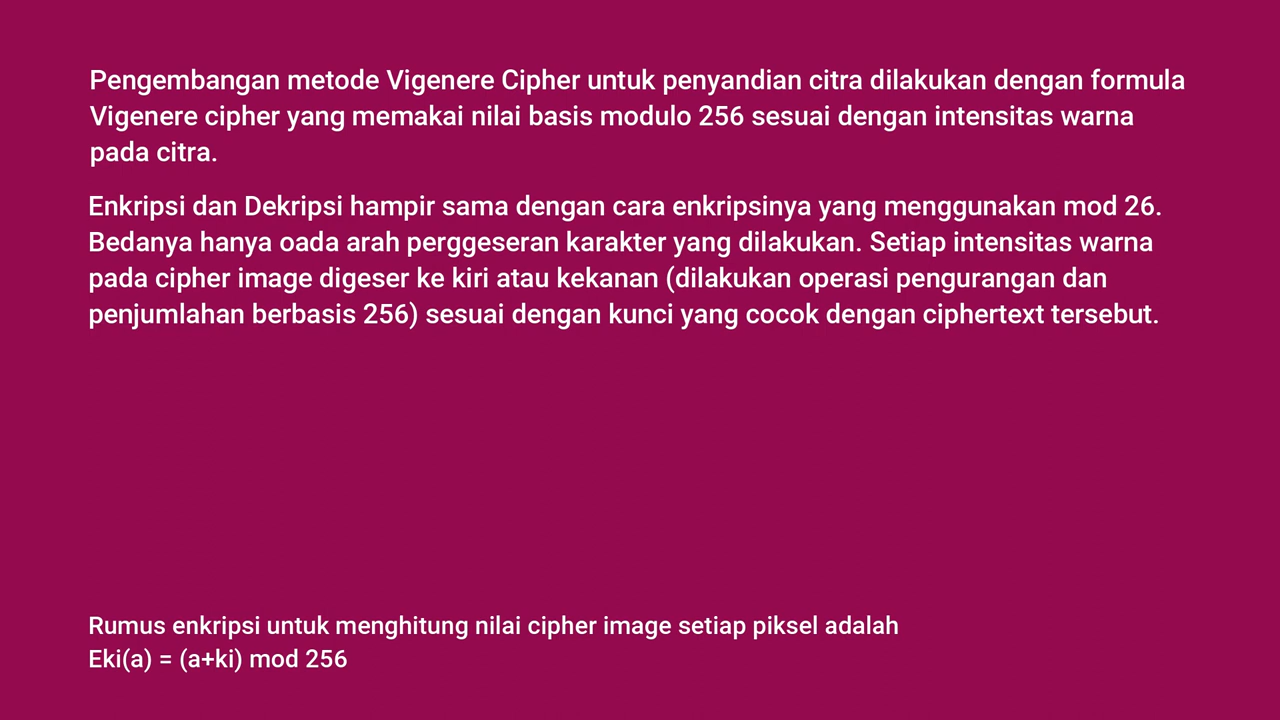 Pengembangan metode Vigenere Cipher untuk penyandian citra dilakukan dengan formula
Vigenere cipher yang memakai nilai basis modulo 256 sesuai dengan intensitas warna
pada citra.
Enkripsi dan Dekripsi hampir sama dengan cara enkripsinya yang menggunakan mod 26.
Bedanya hanya oada arah perggeseran karakter yang dilakukan. Setiap intensitas warna
pada cipher image digeser ke kiri atau kekanan (dilakukan operasi pengurangan dan
penjumlahan berbasis 256) sesuai dengan kunci yang cocok dengan ciphertext tersebut.
Rumus enkripsi untuk menghitung nilai cipher image setiap piksel adalah
Eki(a) = (a+ki) mod 256